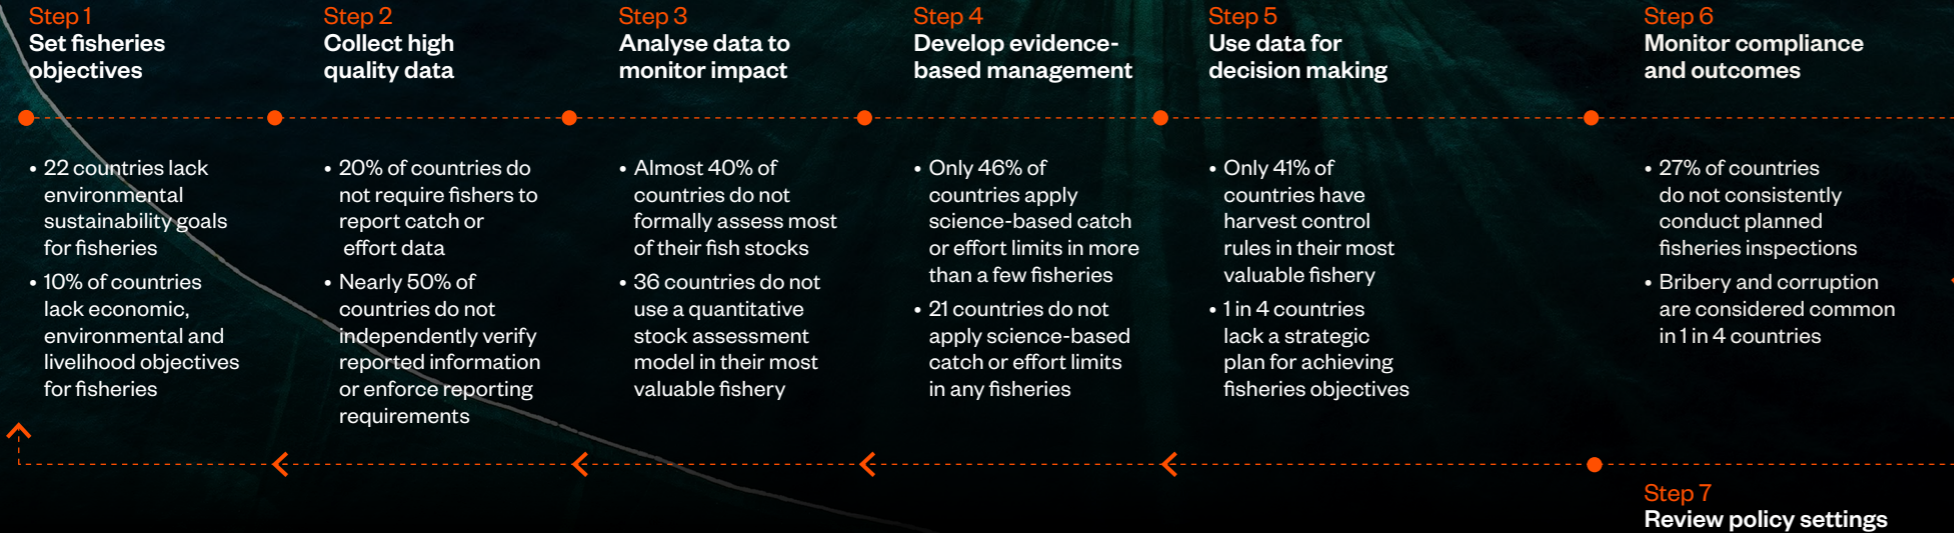 Step 1
Set fisheries
objectives
• 22 countries lack
environmental
sustainability goals
for fisheries
• 10% of countries
lack economic,
environmental and
livelihood objectives
for fisheries
Step 2
Collect high
quality data
• 20% of countries do
not require fishers to
report catch or
effort data
• Nearly 50% of
countries do not
independently verify
reported information
or enforce reporting
requirements
Step 3
Analyse data to
monitor impact
• Almost 40% of
countries do not
formally assess most
of their fish stocks
• 36 countries do not
use a quantitative
stock assessment
model in their most
valuable fishery
Step 4
Develop evidence-
based management
• Only 46% of
countries apply
science-based catch
or effort limits in more
than a few fisheries
• 21 countries do not
apply science-based
catch or effort limits
in any fisheries
Step 5
Use data for
decision making
• Only 41% of
countries have
harvest control
rules in their most
valuable fishery
• 1 in 4 countries
lack a strategic
plan for achieving
fisheries objectives
Step 6
Monitor compliance
and outcomes
• 27% of countries
do not consistently
conduct planned
fisheries inspections
• Bribery and corruption
are considered common
in 1 in 4 countries
Step 7
Review policy settings